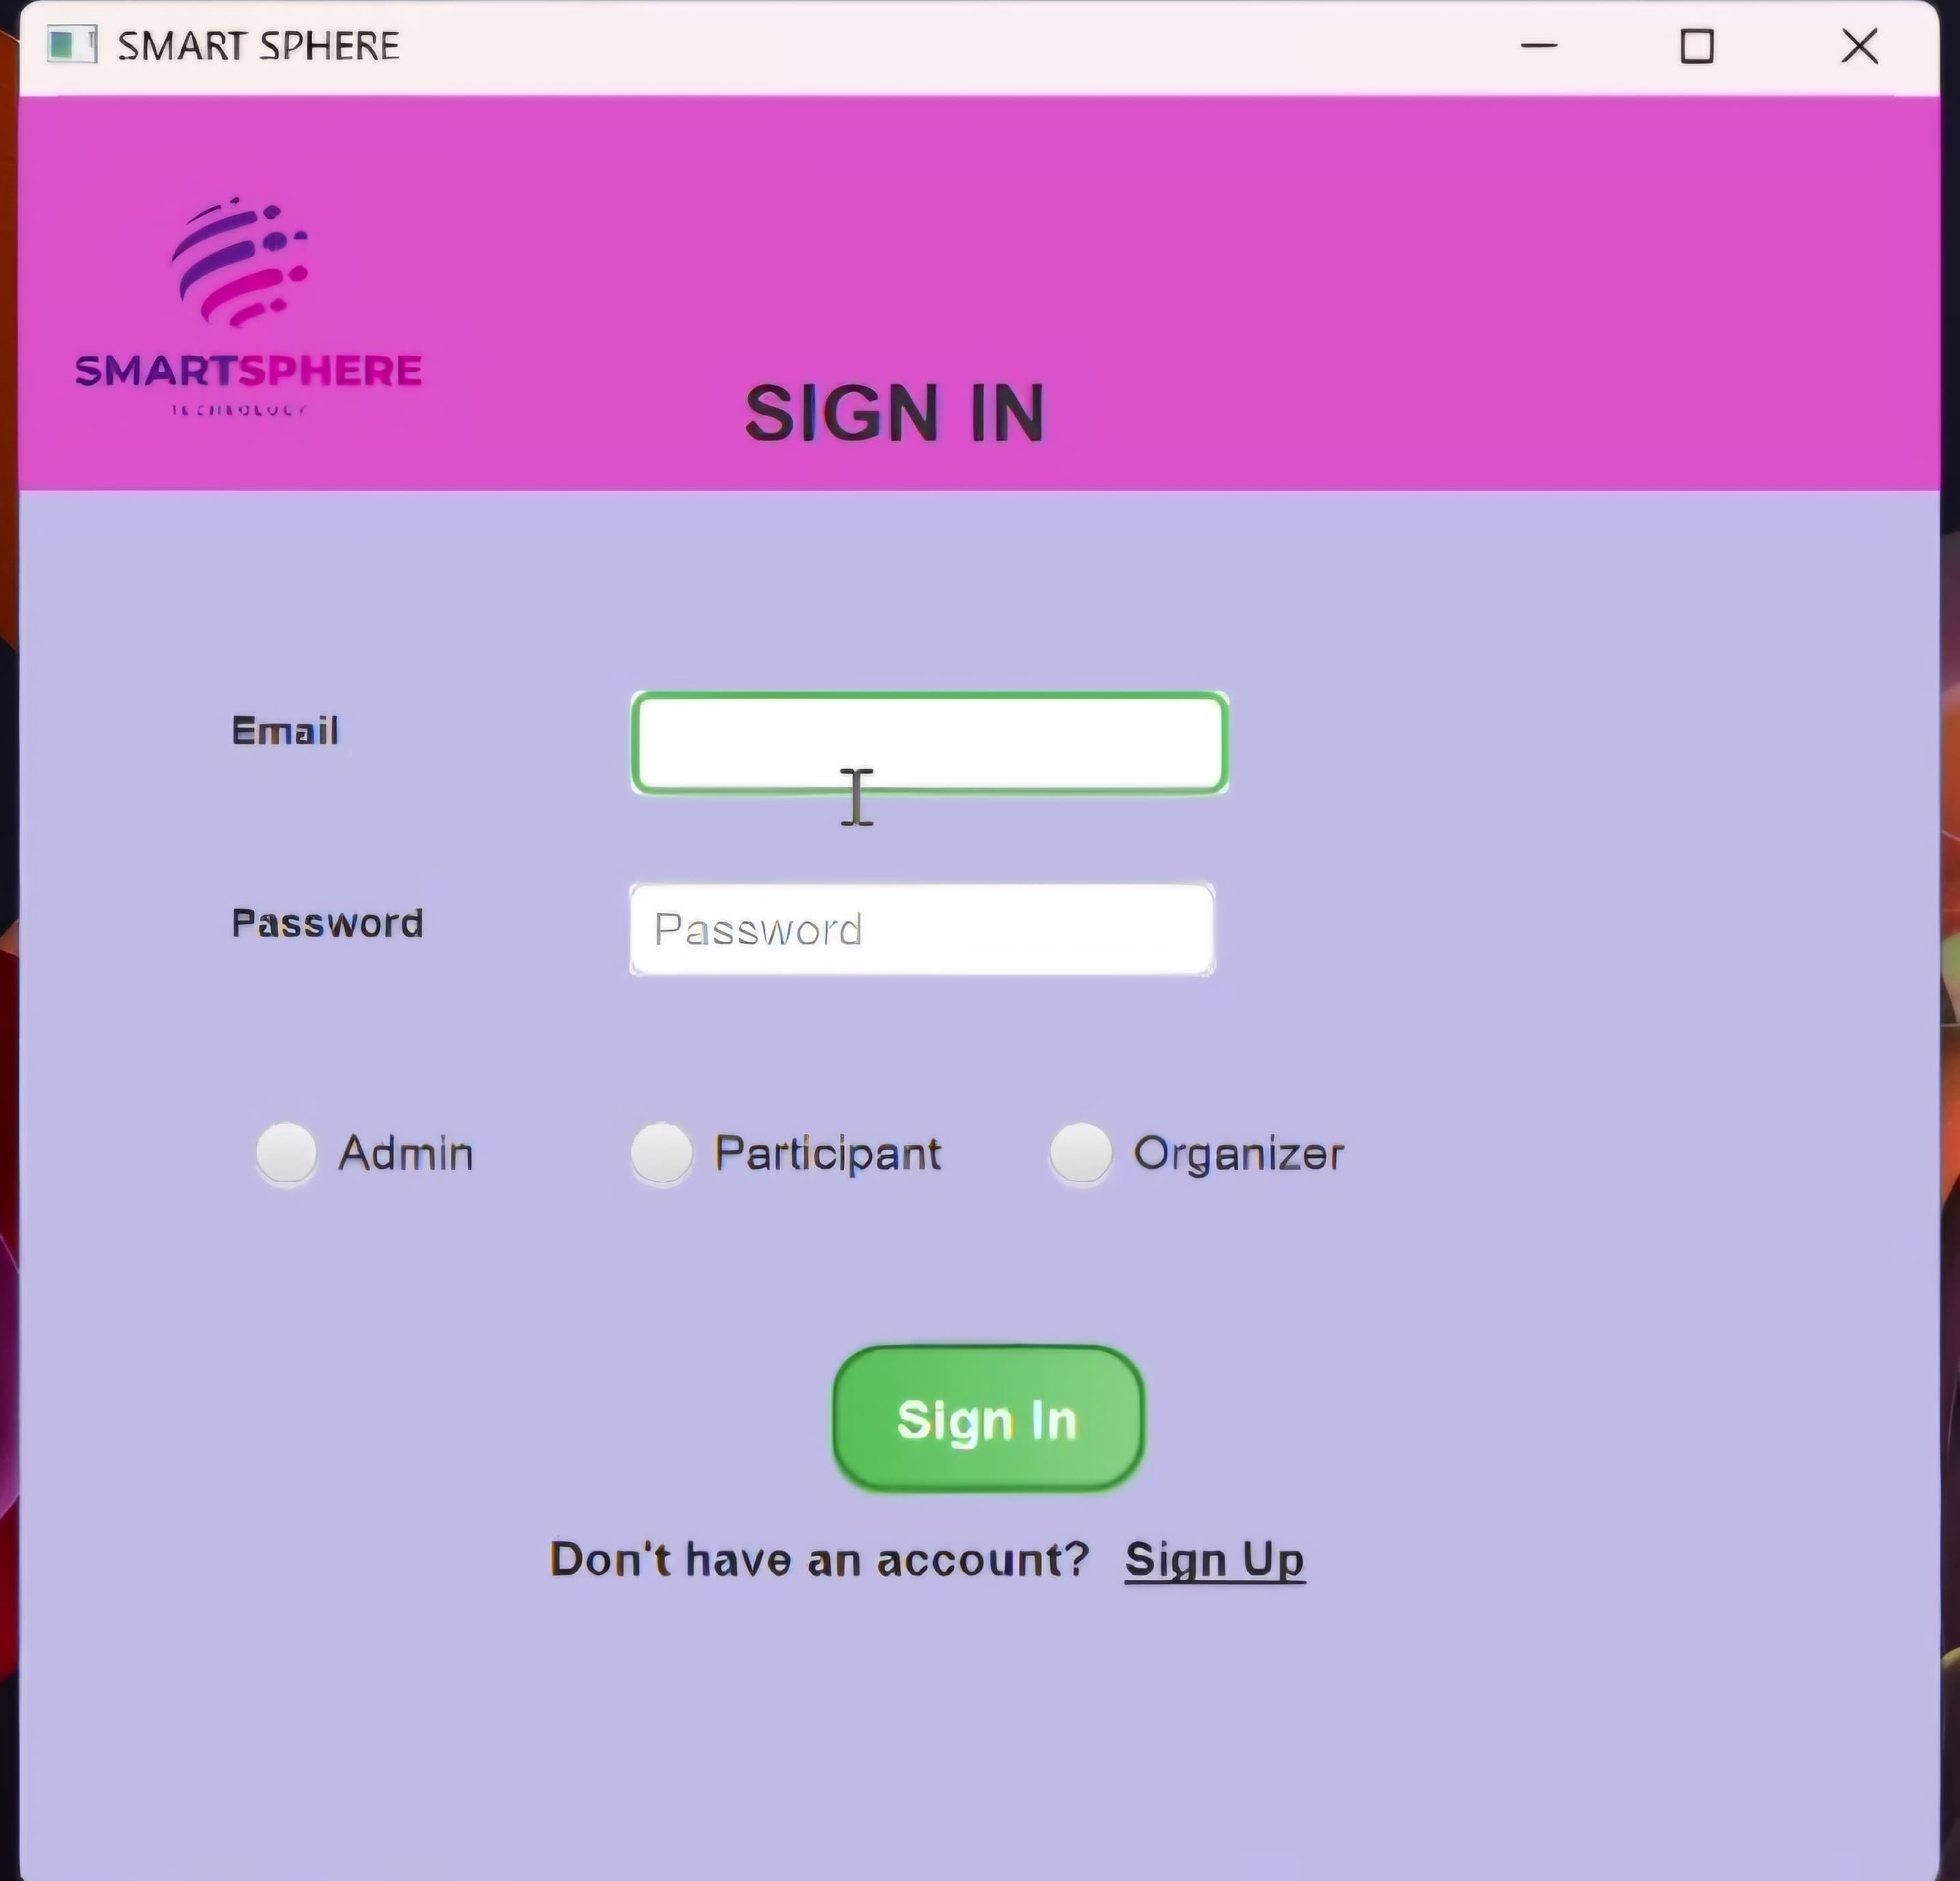 SMART SPHERE
SMARTSPHERE
TECHNOLOGY
SIGN IN
Email
Password
Password
Admin
Participant
Organizer
Sign In
Don't have an account? Sign Up